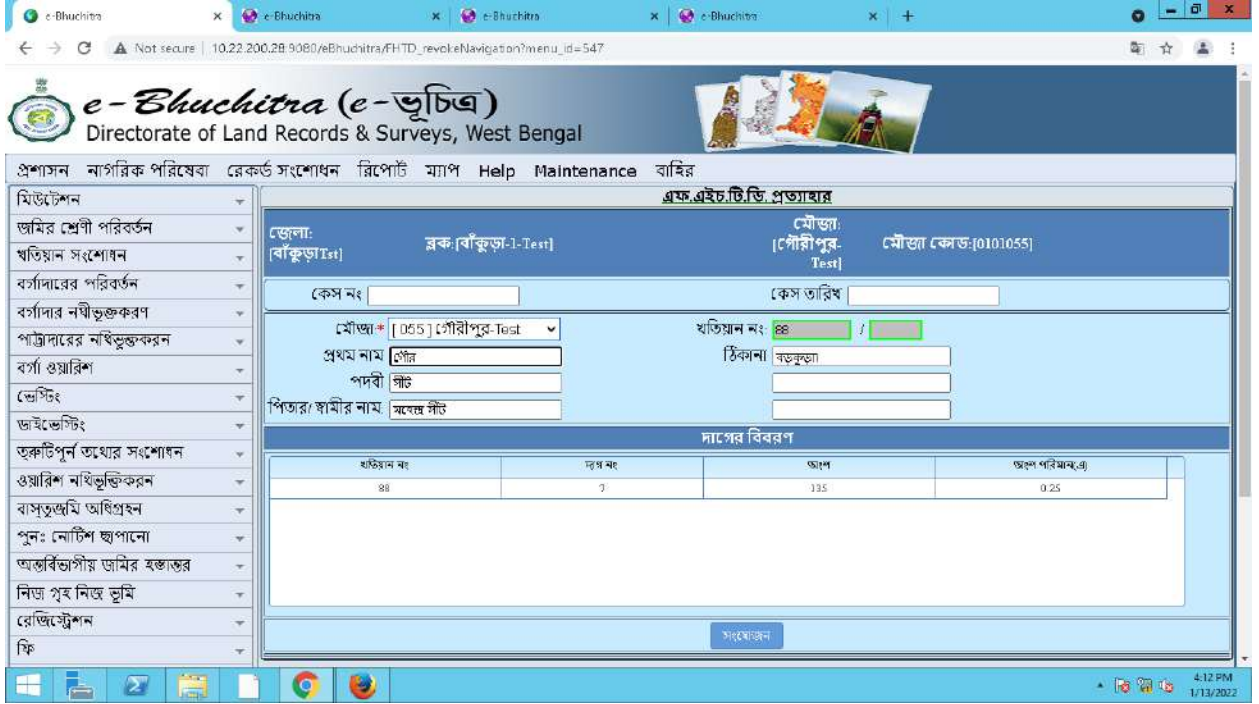 e-Bhuchitra
e-Bhuchitra
e-Bhuchitra
e-Bhuchitra
Not secure | 10.22.200.28:9080/eBhuchitra/FHTD_revokeNavigation?menu_id=547
e-Bhuchitra (e-ভূচিত্র)
Directorate of Land Records & Surveys, West Bengal
প্রশাসন নাগরিক পরিষেবা রেকর্ড সংশোধন রিপোর্ট ম্যাপ Help Maintenance বাহির
মিউটেশন
জমির শ্রেণী পরিবর্তন
খতিয়ান সংশোধন
বর্গাদারের পরিবর্তন
বর্গাদার নথীভূক্তকরণ
পাট্টাদারের নথিভুক্তকরন
বর্গা ওয়ারিশ
ভেস্টিং
ডাইভেস্টিং
ত্রুটিপূর্ন তথ্যের সংশোধন
ওয়ারিশ নথিভূক্তিকরন
বাস্তুজমি অধিগ্রহন
পুনঃ নোটিশ ছাপানো
অন্তর্বিভাগীয় জমির হস্তান্তর
নিজ গৃহ নিজ ভূমি
রেজিস্ট্রেশন
ফি
এফ.এইচ.টি.ডি. প্রত্যাহার
জেলা: [বাঁকুড়াTst] ব্লক:[বাঁকুড়া-1-Test] মৌজা: [গৌরীপুর-Test] মৌজা কোড:[0101055]
কেস নং কেস তারিখ
মৌজা:* [ 055 ] গৌরীপুর-Test খতিয়ান নং: 88 /
প্রথম নাম গৌর ঠিকানা বড়কুড়া
পদবী সীট
পিতার/ স্বামীর নাম মহেন্দ্র সীট
দাগের বিবরণ
খতিয়ান নং দাগ নং অংশ অংশ পরিমান(এ)
88 7 135 0.25
সংযোজন
4:12 PM
1/13/2022